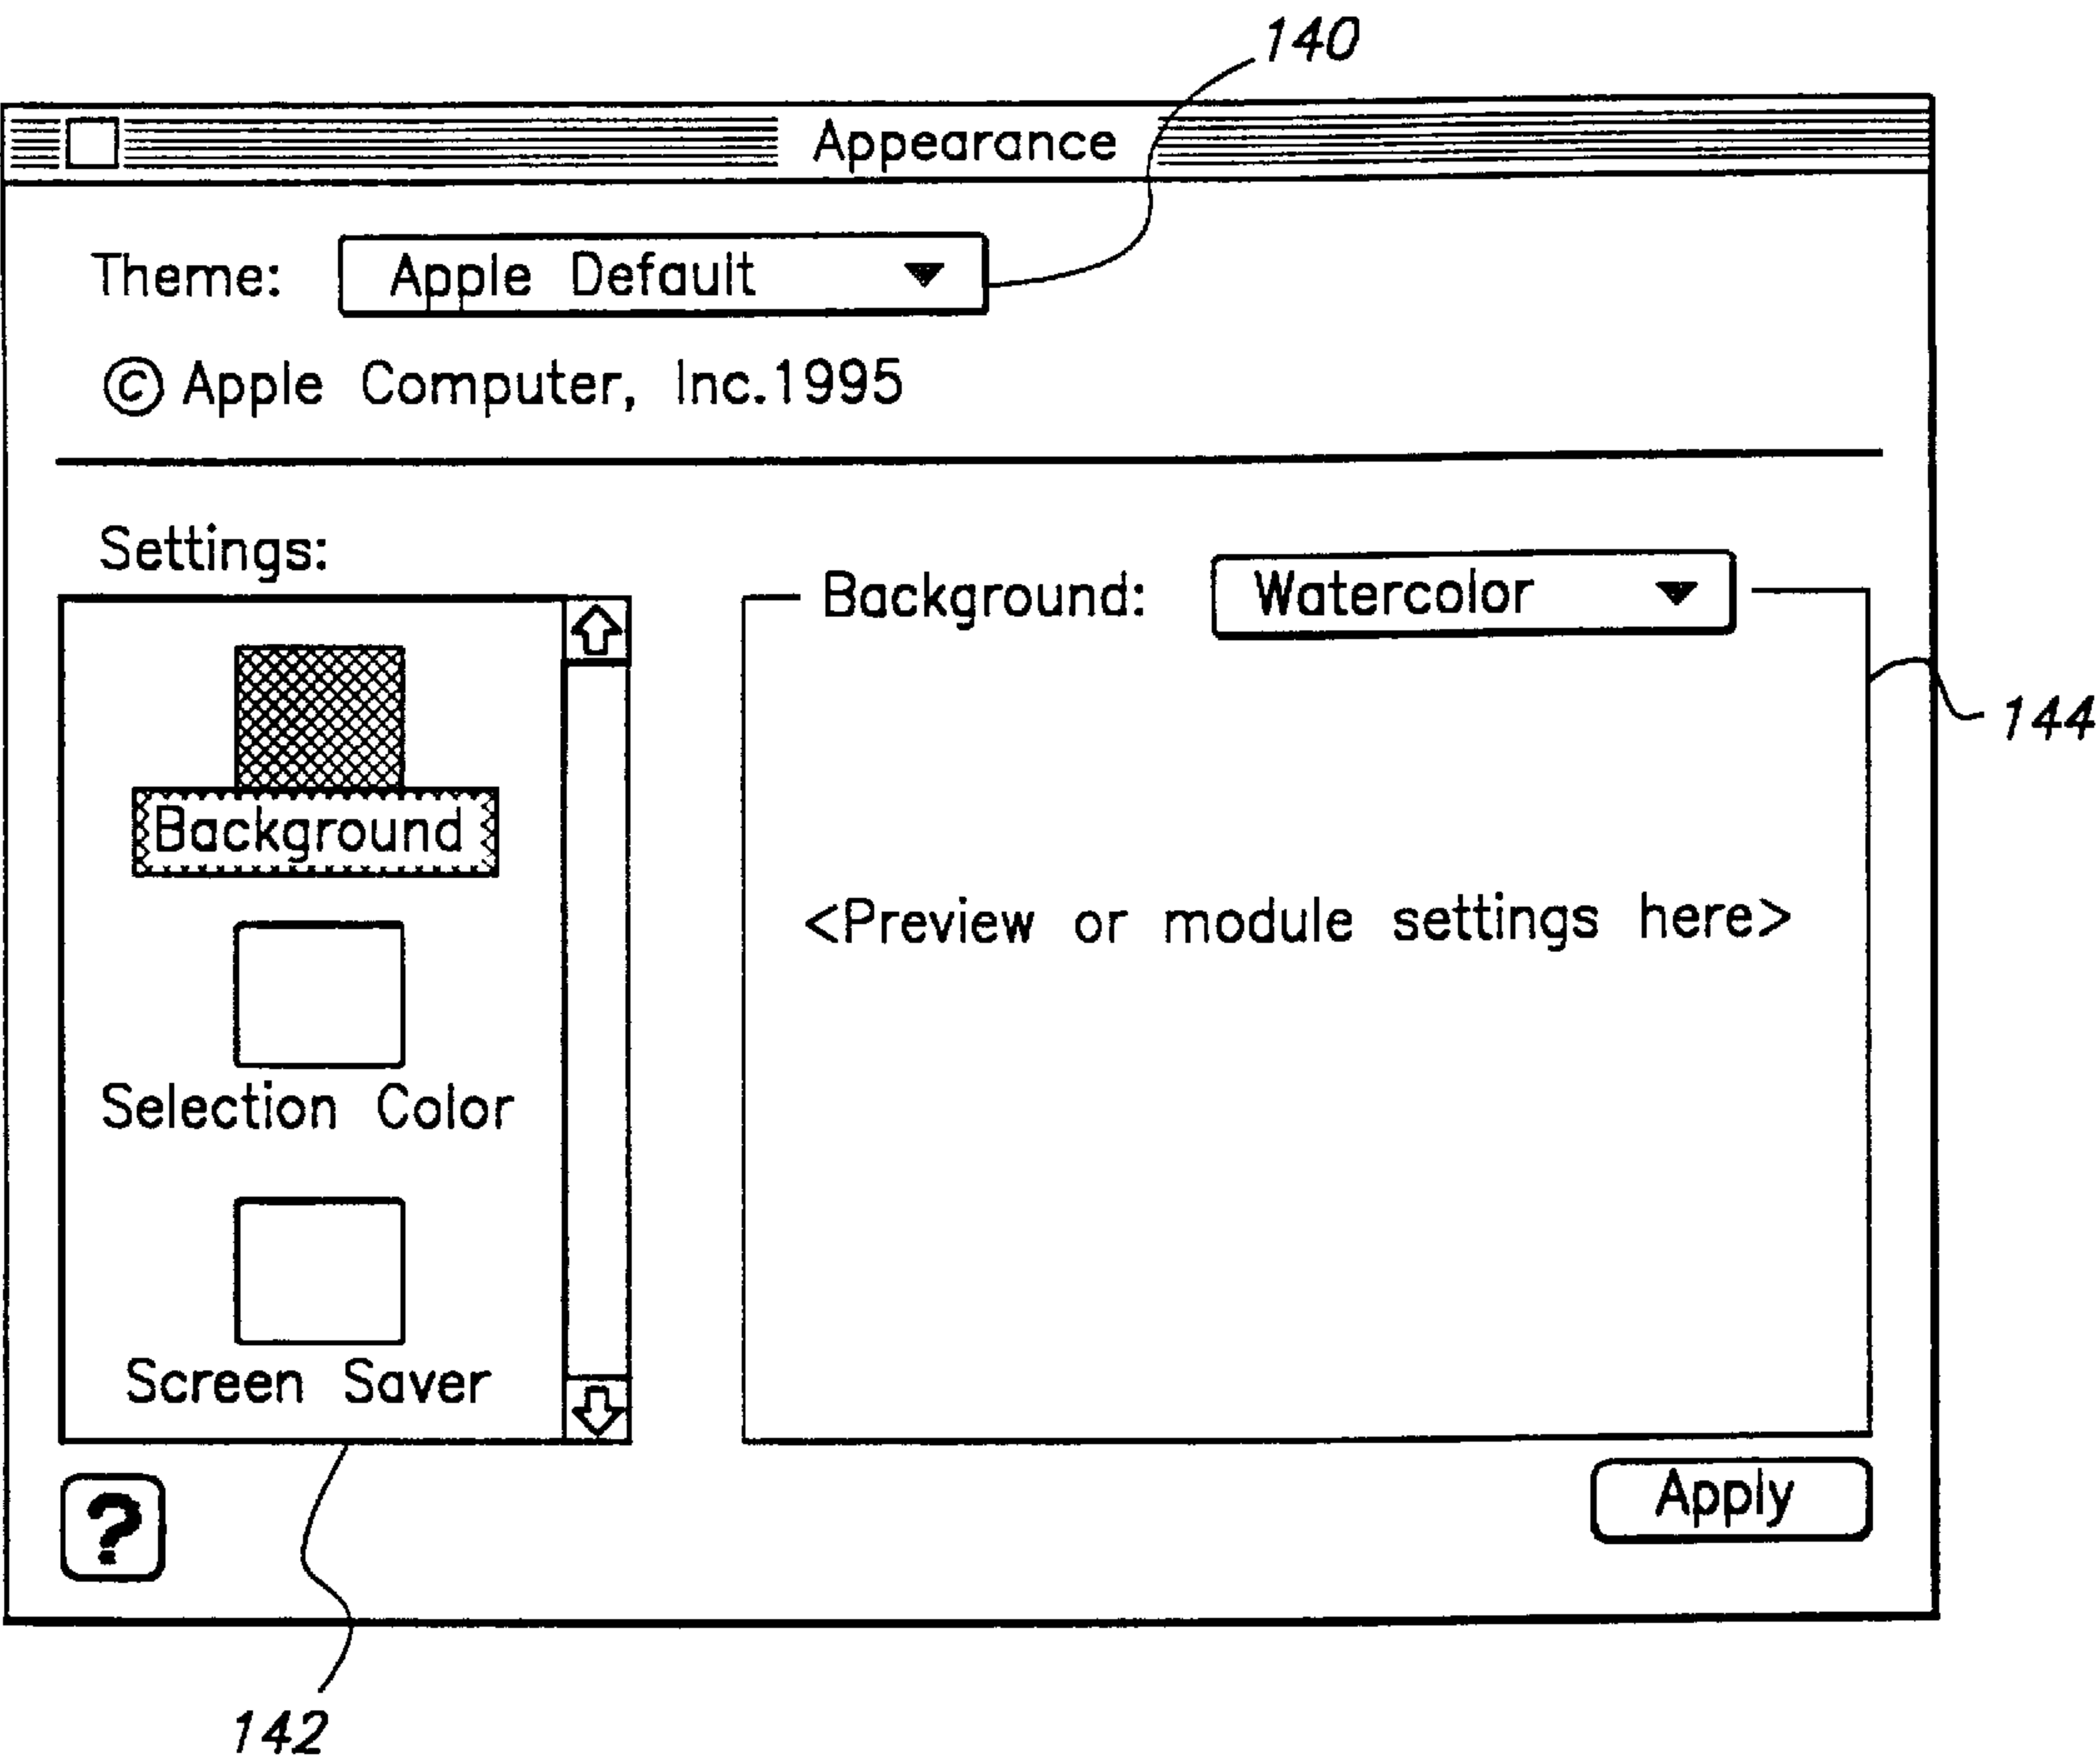 140
Appearance
Theme: Apple Default
© Apple Computer, Inc.1995
Settings:
Background: Watercolor
144
Background
<Preview or module settings here>
Selection Color
Screen Saver
? Apply
142